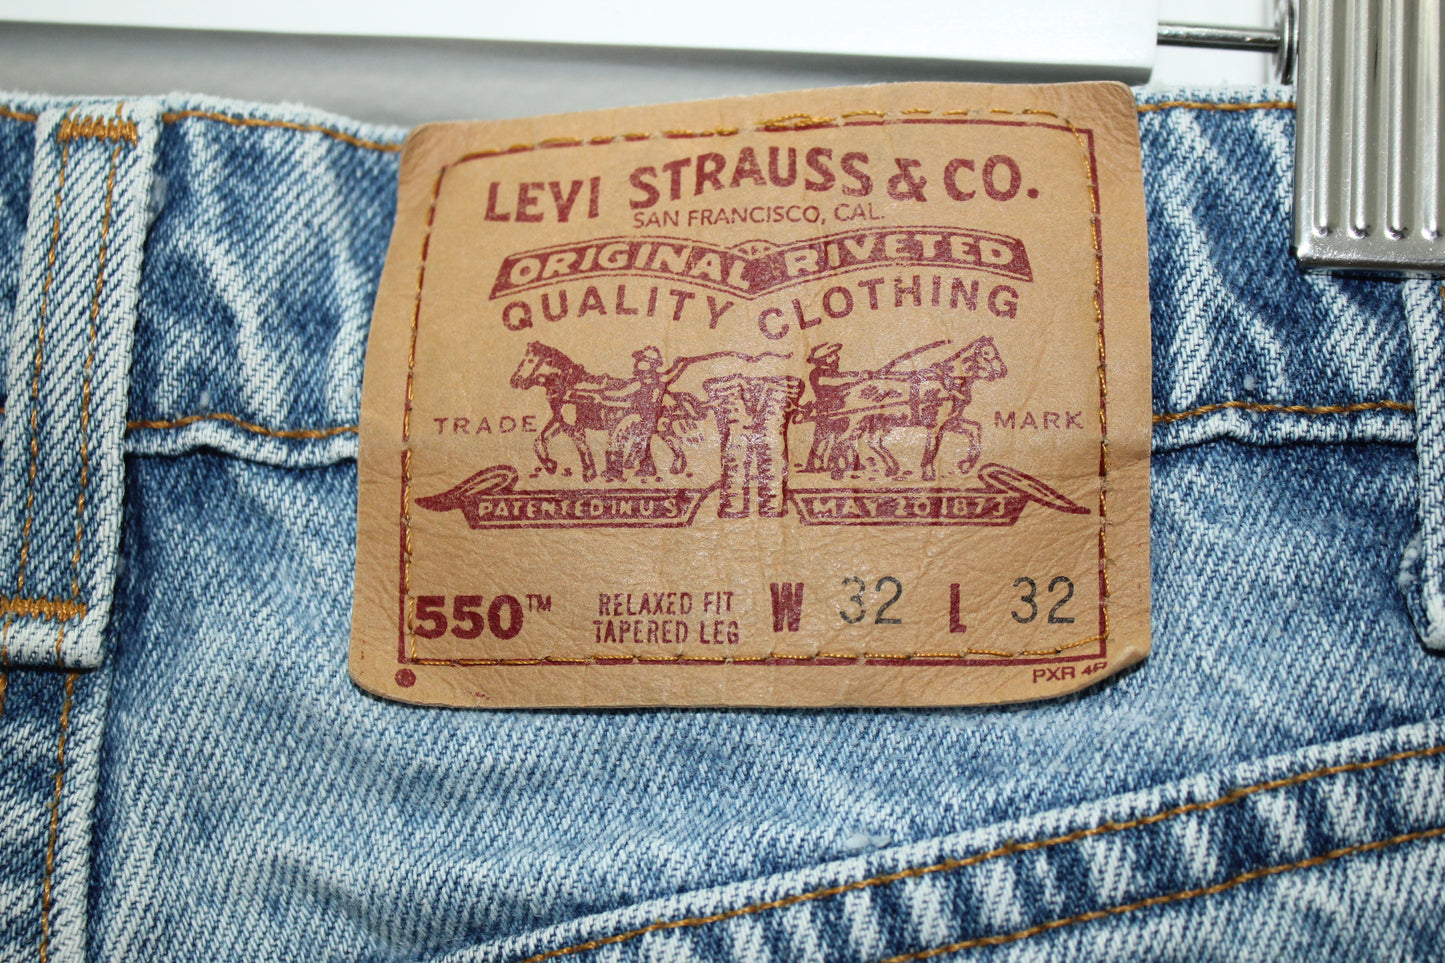 LEVI STRAUSS & CO.
SAN FRANCISCO, CAL.
ORIGINAL RIVETED
QUALITY CLOTHING
TRADE MARK
PATENTED IN U S MAY 20 1873
550™ RELAXED FIT TAPERED LEG W 32 L 32
PXR